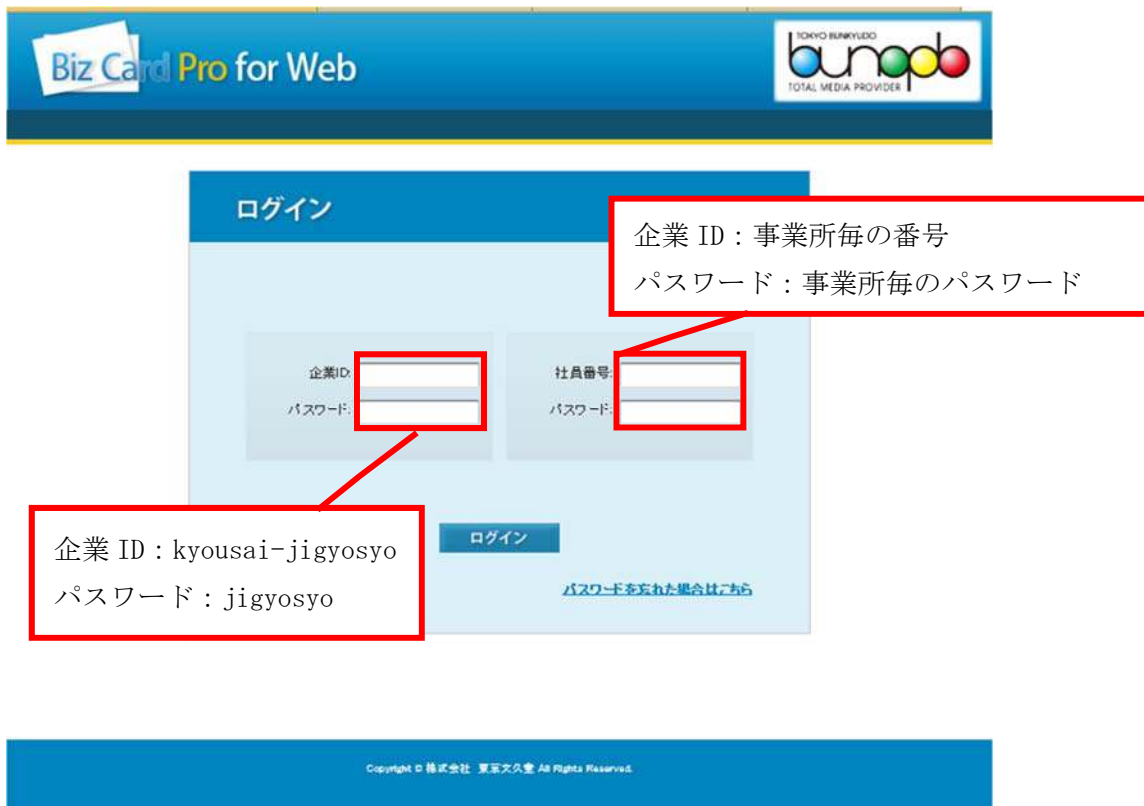 Biz Card Pro for Web
TOKYO BUNKYUDO
bunqdo
TOTAL MEDIA PROVIDER
ログイン
企業 ID：事業所毎の番号
パスワード：事業所毎のパスワード
企業ID:
社員番号:
パスワード:
パスワード:
企業 ID：kyousai-jigyosyo
パスワード：jigyosyo
ログイン
パスワードを忘れた場合はこちら
Copyright © 株式会社 東京文久堂 All Rights Reserved.